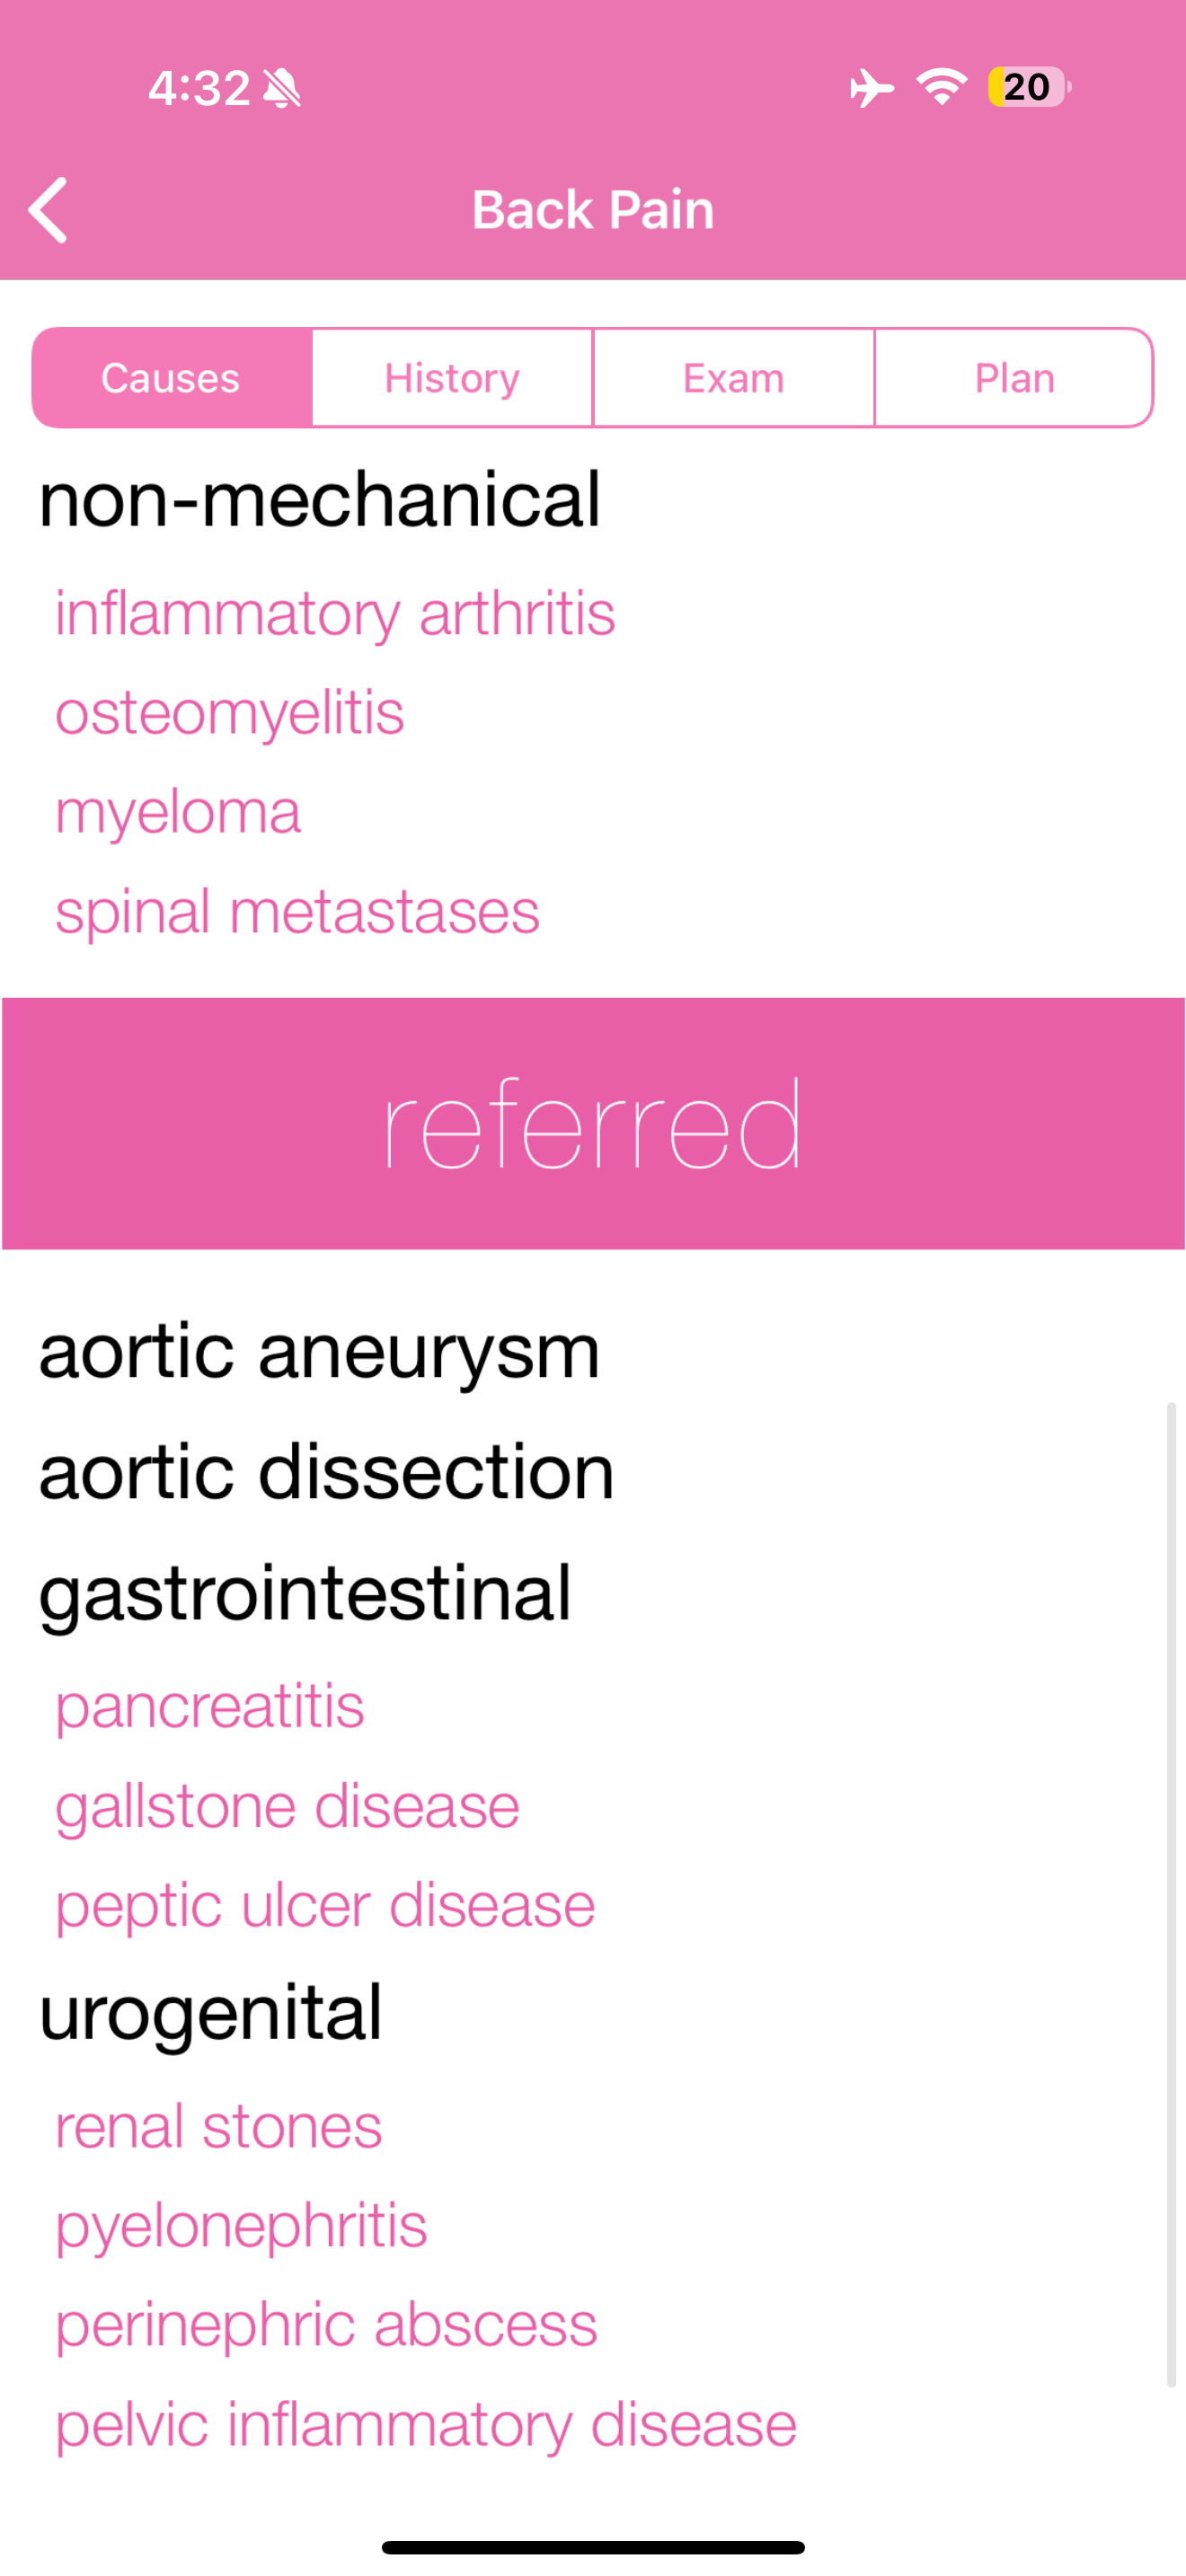 4:32
20
Back Pain
Causes History Exam Plan
non-mechanical
inflammatory arthritis
osteomyelitis
myeloma
spinal metastases
referred
aortic aneurysm
aortic dissection
gastrointestinal
pancreatitis
gallstone disease
peptic ulcer disease
urogenital
renal stones
pyelonephritis
perinephric abscess
pelvic inflammatory disease